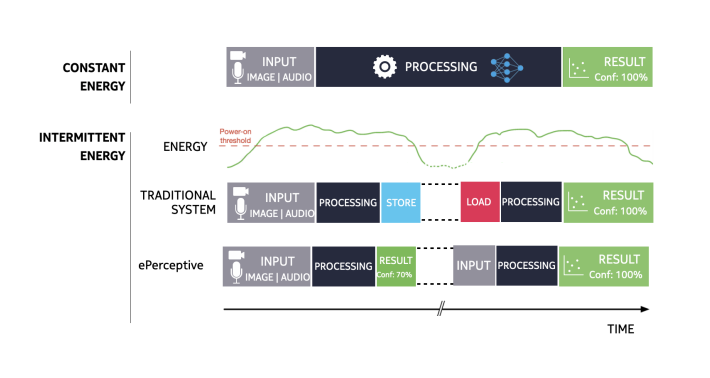 CONSTANT
ENERGY
INPUT
IMAGE | AUDIO
PROCESSING
RESULT
Conf: 100%
INTERMITTENT
ENERGY
ENERGY
Power-on
threshold
TRADITIONAL
SYSTEM
INPUT
IMAGE | AUDIO
PROCESSING
STORE
LOAD
PROCESSING
RESULT
Conf: 100%
ePerceptive
INPUT
IMAGE | AUDIO
PROCESSING
RESULT
Conf: 70%
INPUT
PROCESSING
RESULT
Conf: 100%
TIME